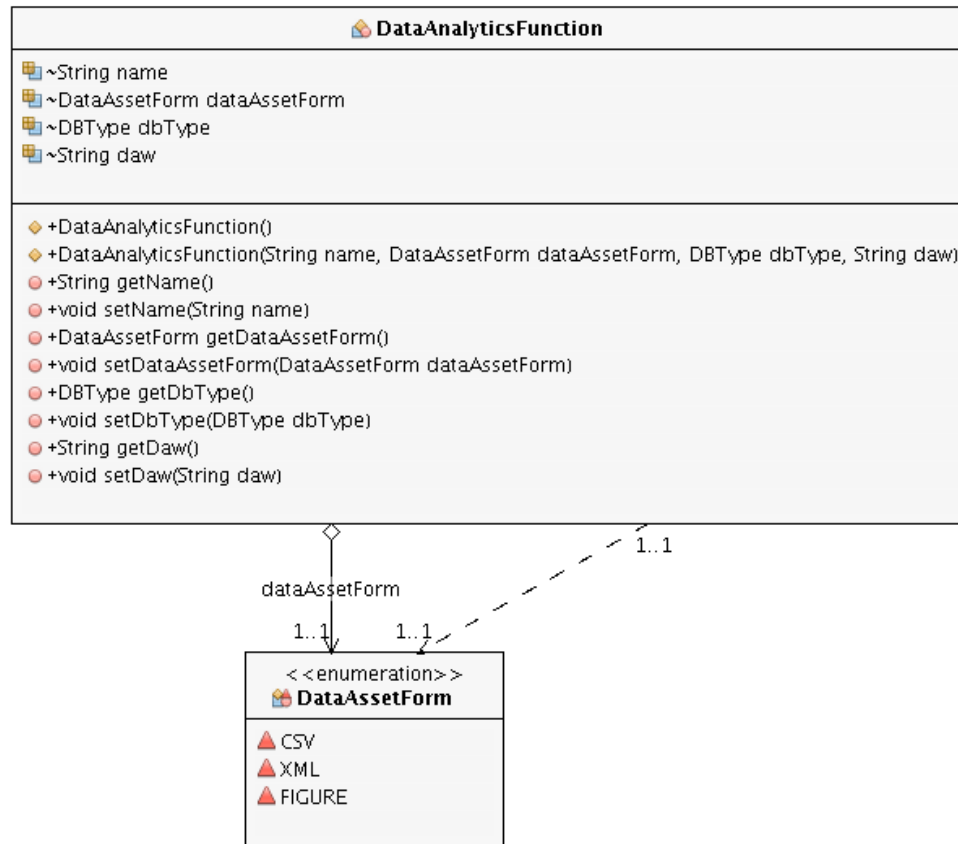 DataAnalyticsFunction
~String name
~DataAssetForm dataAssetForm
~DBType dbType
~String daw
+DataAnalyticsFunction()
+DataAnalyticsFunction(String name, DataAssetForm dataAssetForm, DBType dbType, String daw)
+String getName()
+void setName(String name)
+DataAssetForm getDataAssetForm()
+void setDataAssetForm(DataAssetForm dataAssetForm)
+DBType getDbType()
+void setDbType(DBType dbType)
+String getDaw()
+void setDaw(String daw)
1..1
dataAssetForm
1..1 1..1
<<enumeration>>
DataAssetForm
CSV
XML
FIGURE